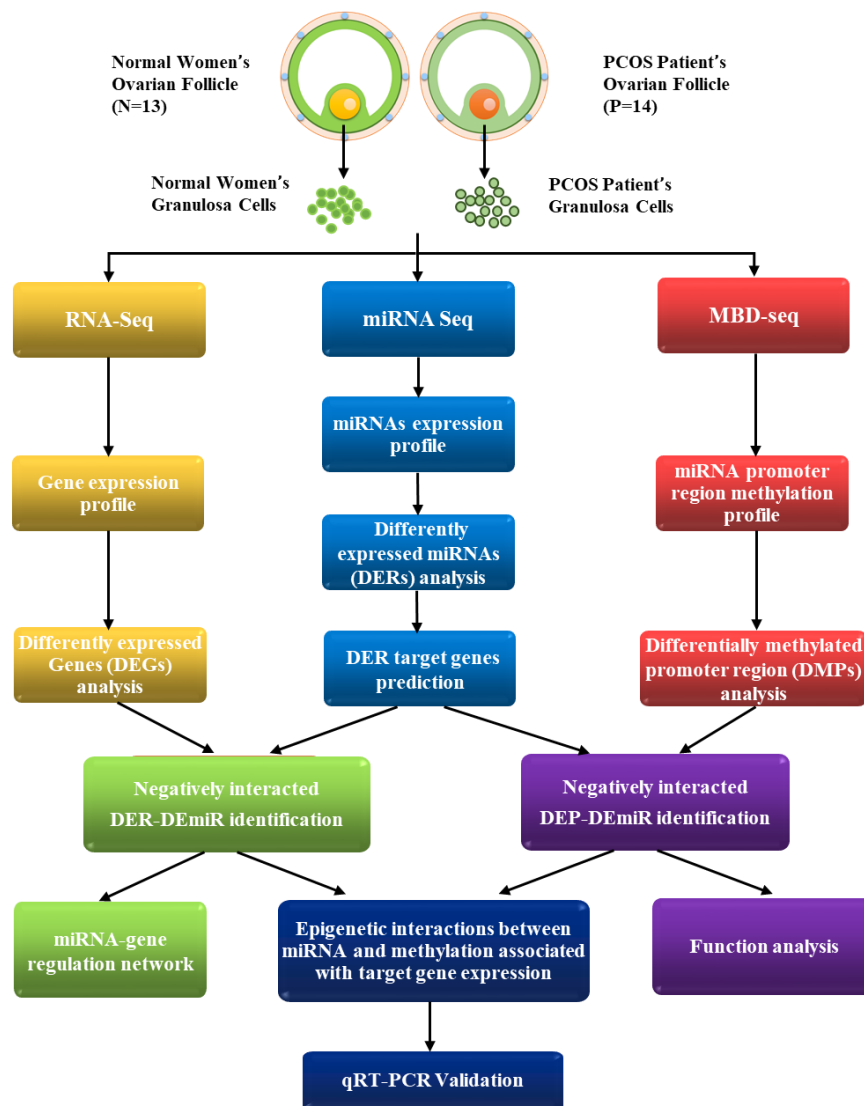 Normal Women's
Ovarian Follicle
(N=13)
PCOS Patient's
Ovarian Follicle
(P=14)
Normal Women's
Granulosa Cells
PCOS Patient's
Granulosa Cells
RNA-Seq
miRNA Seq
MBD-seq
miRNAs expression
profile
Gene expression
profile
miRNA promoter
region methylation
profile
Differently
expressed miRNAs
(DERs) analysis
Differently expressed
Genes (DEGs)
analysis
DER target genes
prediction
Differentially methylated
promoter region (DMPs)
analysis
Negatively interacted
DER-DEmiR identification
Negatively interacted
DEP-DEmiR identification
miRNA-gene
regulation network
Epigenetic interactions between
miRNA and methylation associated
with target gene expression
Function analysis
qRT-PCR Validation